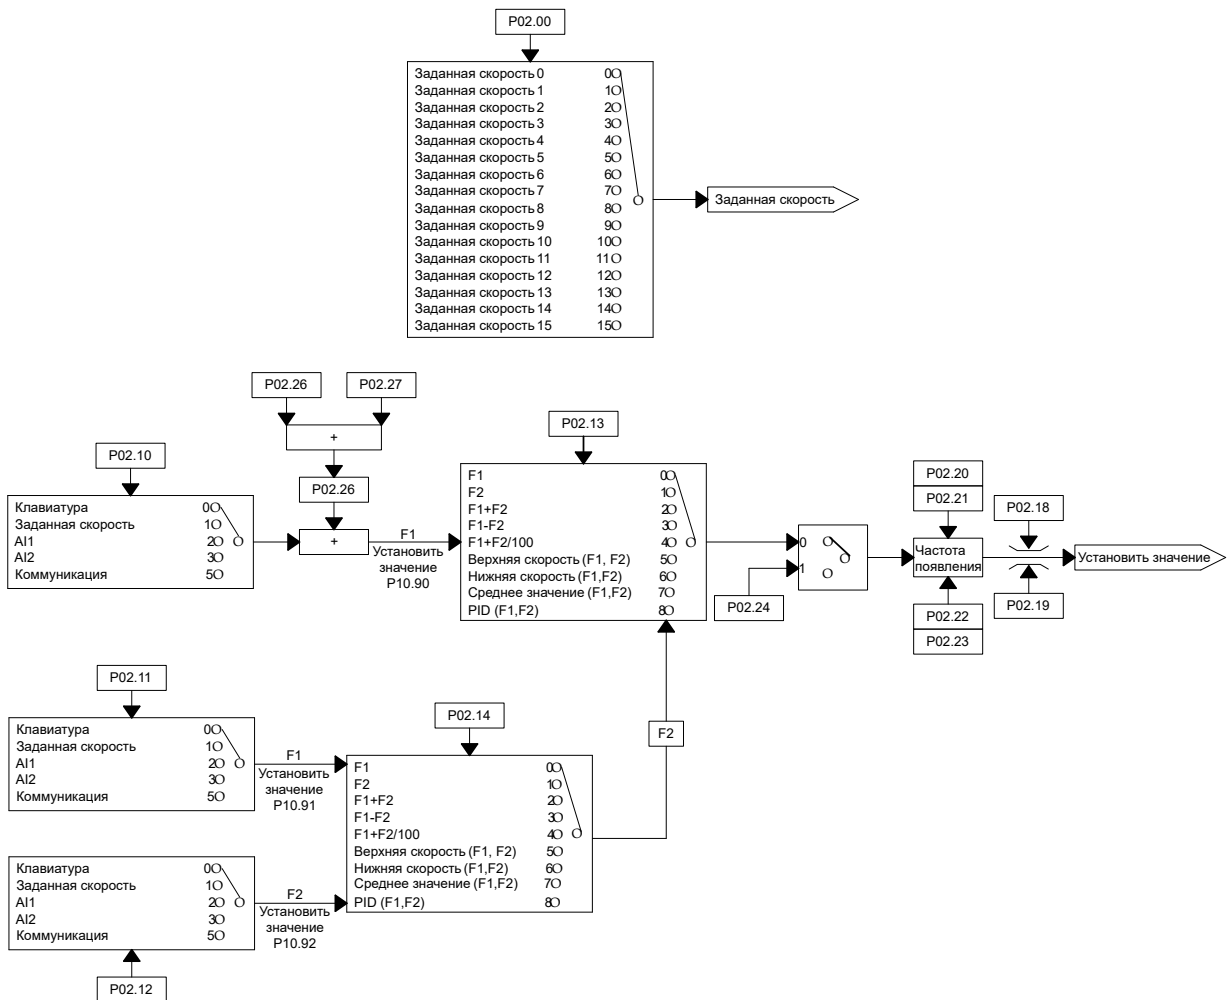 P02.00
Заданная скорость 0 0
Заданная скорость 1 1
Заданная скорость 2 2
Заданная скорость 3 3
Заданная скорость 4 4
Заданная скорость 5 5
Заданная скорость 6 6
Заданная скорость 7 7
Заданная скорость 8 8
Заданная скорость 9 9
Заданная скорость 10 10
Заданная скорость 11 11
Заданная скорость 12 12
Заданная скорость 13 13
Заданная скорость 14 14
Заданная скорость 15 15
Заданная скорость
P02.26
P02.27
+
P02.26
+
P02.10
Клавиатура 0
Заданная скорость 1
AI1 2
AI2 3
Коммуникация 5
F1
Установить
значение
P10.90
P02.13
F1 0
F2 1
F1+F2 2
F1-F2 3
F1+F2/100 4
Верхняя скорость (F1, F2) 5
Нижняя скорость (F1,F2) 6
Среднее значение (F1,F2) 7
PID (F1,F2) 8
0
1
P02.24
P02.20
P02.21
Частота
появления
P02.22
P02.23
P02.18
P02.19
Установить значение
P02.11
Клавиатура 0
Заданная скорость 1
AI1 2
AI2 3
Коммуникация 5
F1
Установить
значение
P10.91
P02.14
F1 0
F2 1
F1+F2 2
F1-F2 3
F1+F2/100 4
Верхняя скорость (F1, F2) 5
Нижняя скорость (F1,F2) 6
Среднее значение (F1,F2) 7
PID (F1,F2) 8
F2
Клавиатура 0
Заданная скорость 1
AI1 2
AI2 3
Коммуникация 5
F2
Установить
значение
P10.92
P02.12